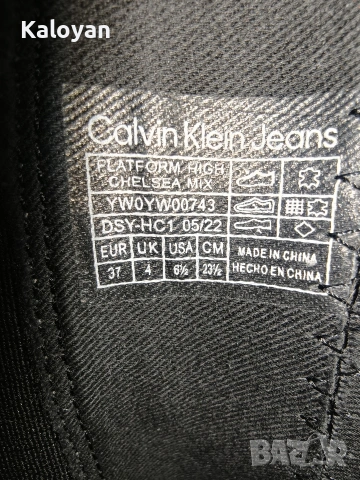 Kaloyan
Calvin Klein Jeans
PLATFORM HIGH
CHELSEA MIX
YW0YW00743
DSY-HC1 05/22
EUR UK USA CM
37 4 6½ 23½
MADE IN CHINA
HECHO EN CHINA
BAZAR